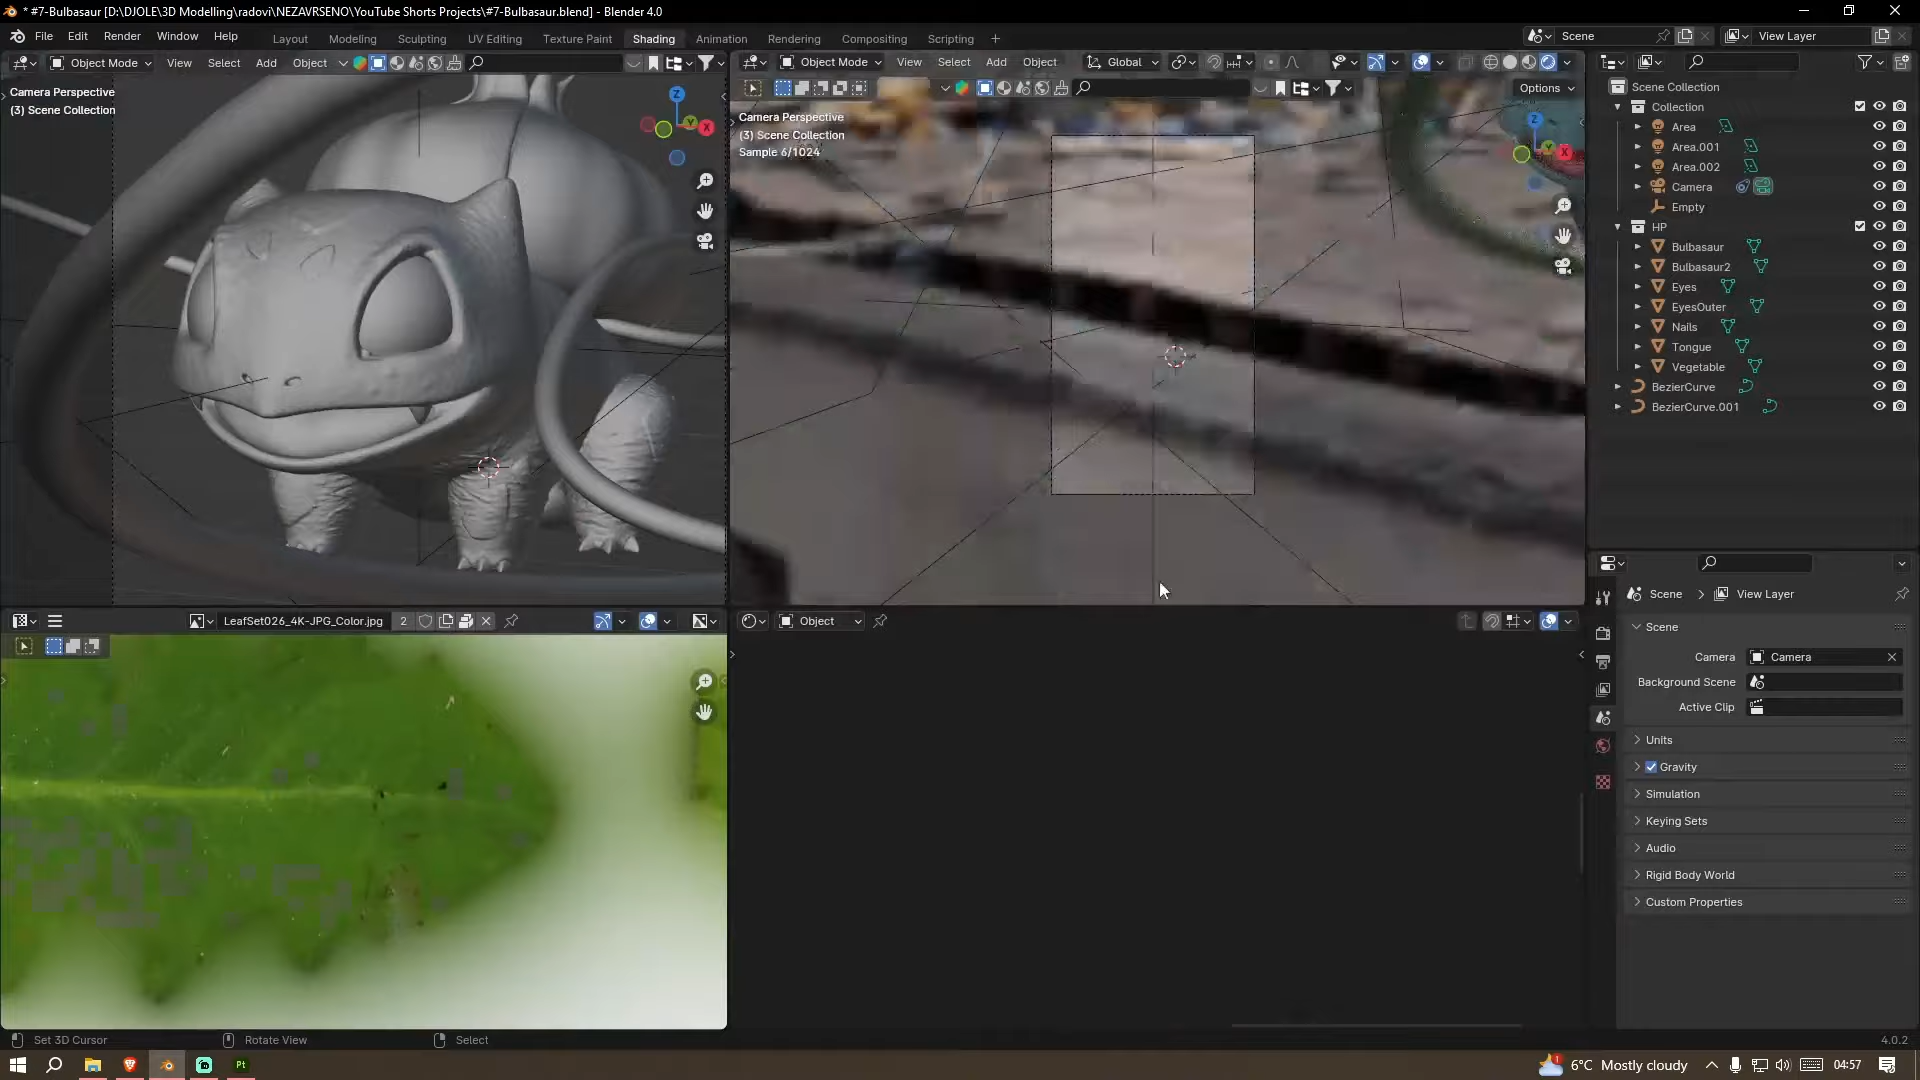 * #7-Bulbasaur [D:\DJOLE\3D Modelling\radovi\NEZAVRSENO\YouTube Shorts Projects\#7-Bulbasaur.blend] - Blender 4.0
File Edit Render Window Help Layout Modeling Sculpting UV Editing Texture Paint Shading Animation Rendering Compositing Scripting + Scene View Layer
Object Mode View Select Add Object
Camera Perspective
(3) Scene Collection
Z
Y
X
Object Mode View Select Add Object Global
Options
Camera Perspective
(3) Scene Collection
Sample 6/1024
Z
Y
X
Scene Collection
Collection
Area
Area.001
Area.002
Camera
Empty
HP
Bulbasaur
Bulbasaur2
Eyes
EyesOuter
Nails
Tongue
Vegetable
BezierCurve
BezierCurve.001
LeafSet026_4K-JPG_Color.jpg 2
Object
Scene > View Layer
Scene
Camera Camera
Background Scene
Active Clip
Units
Gravity
Simulation
Keying Sets
Audio
Rigid Body World
Custom Properties
Set 3D Cursor Rotate View Select 4.0.2
Pt 1 6°C Mostly cloudy 04:57